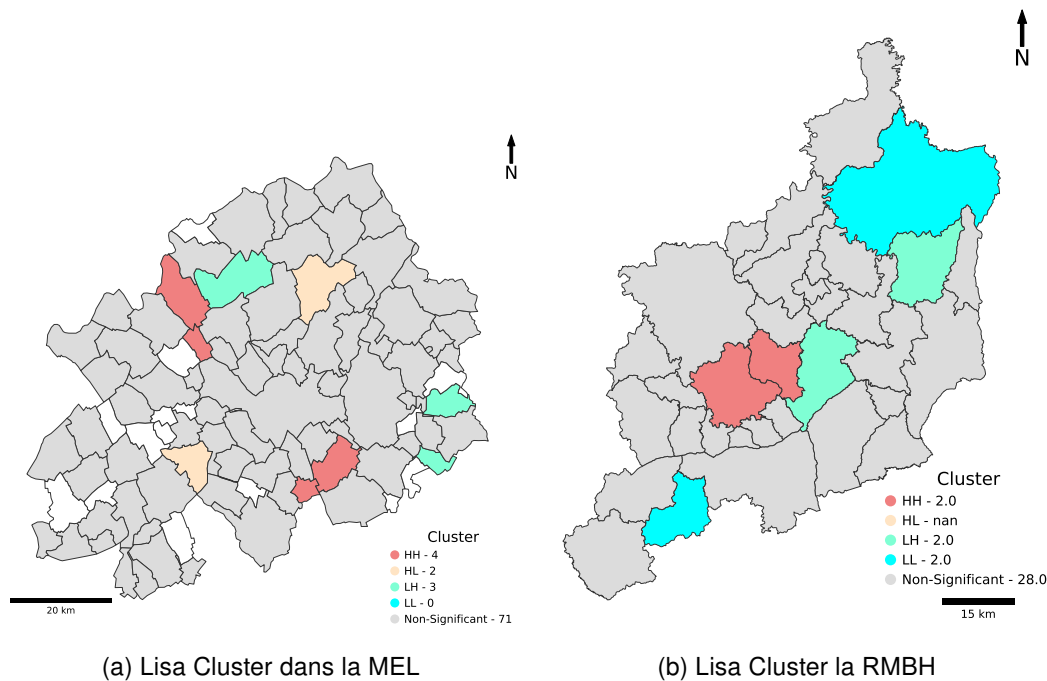 N
Cluster
HH - 4
HL - 2
LH - 3
LL - 0
Non-Significant - 71
20 km
(a) Lisa Cluster dans la MEL
N
Cluster
HH - 2.0
HL - nan
LH - 2.0
LL - 2.0
Non-Significant - 28.0
15 km
(b) Lisa Cluster la RMBH